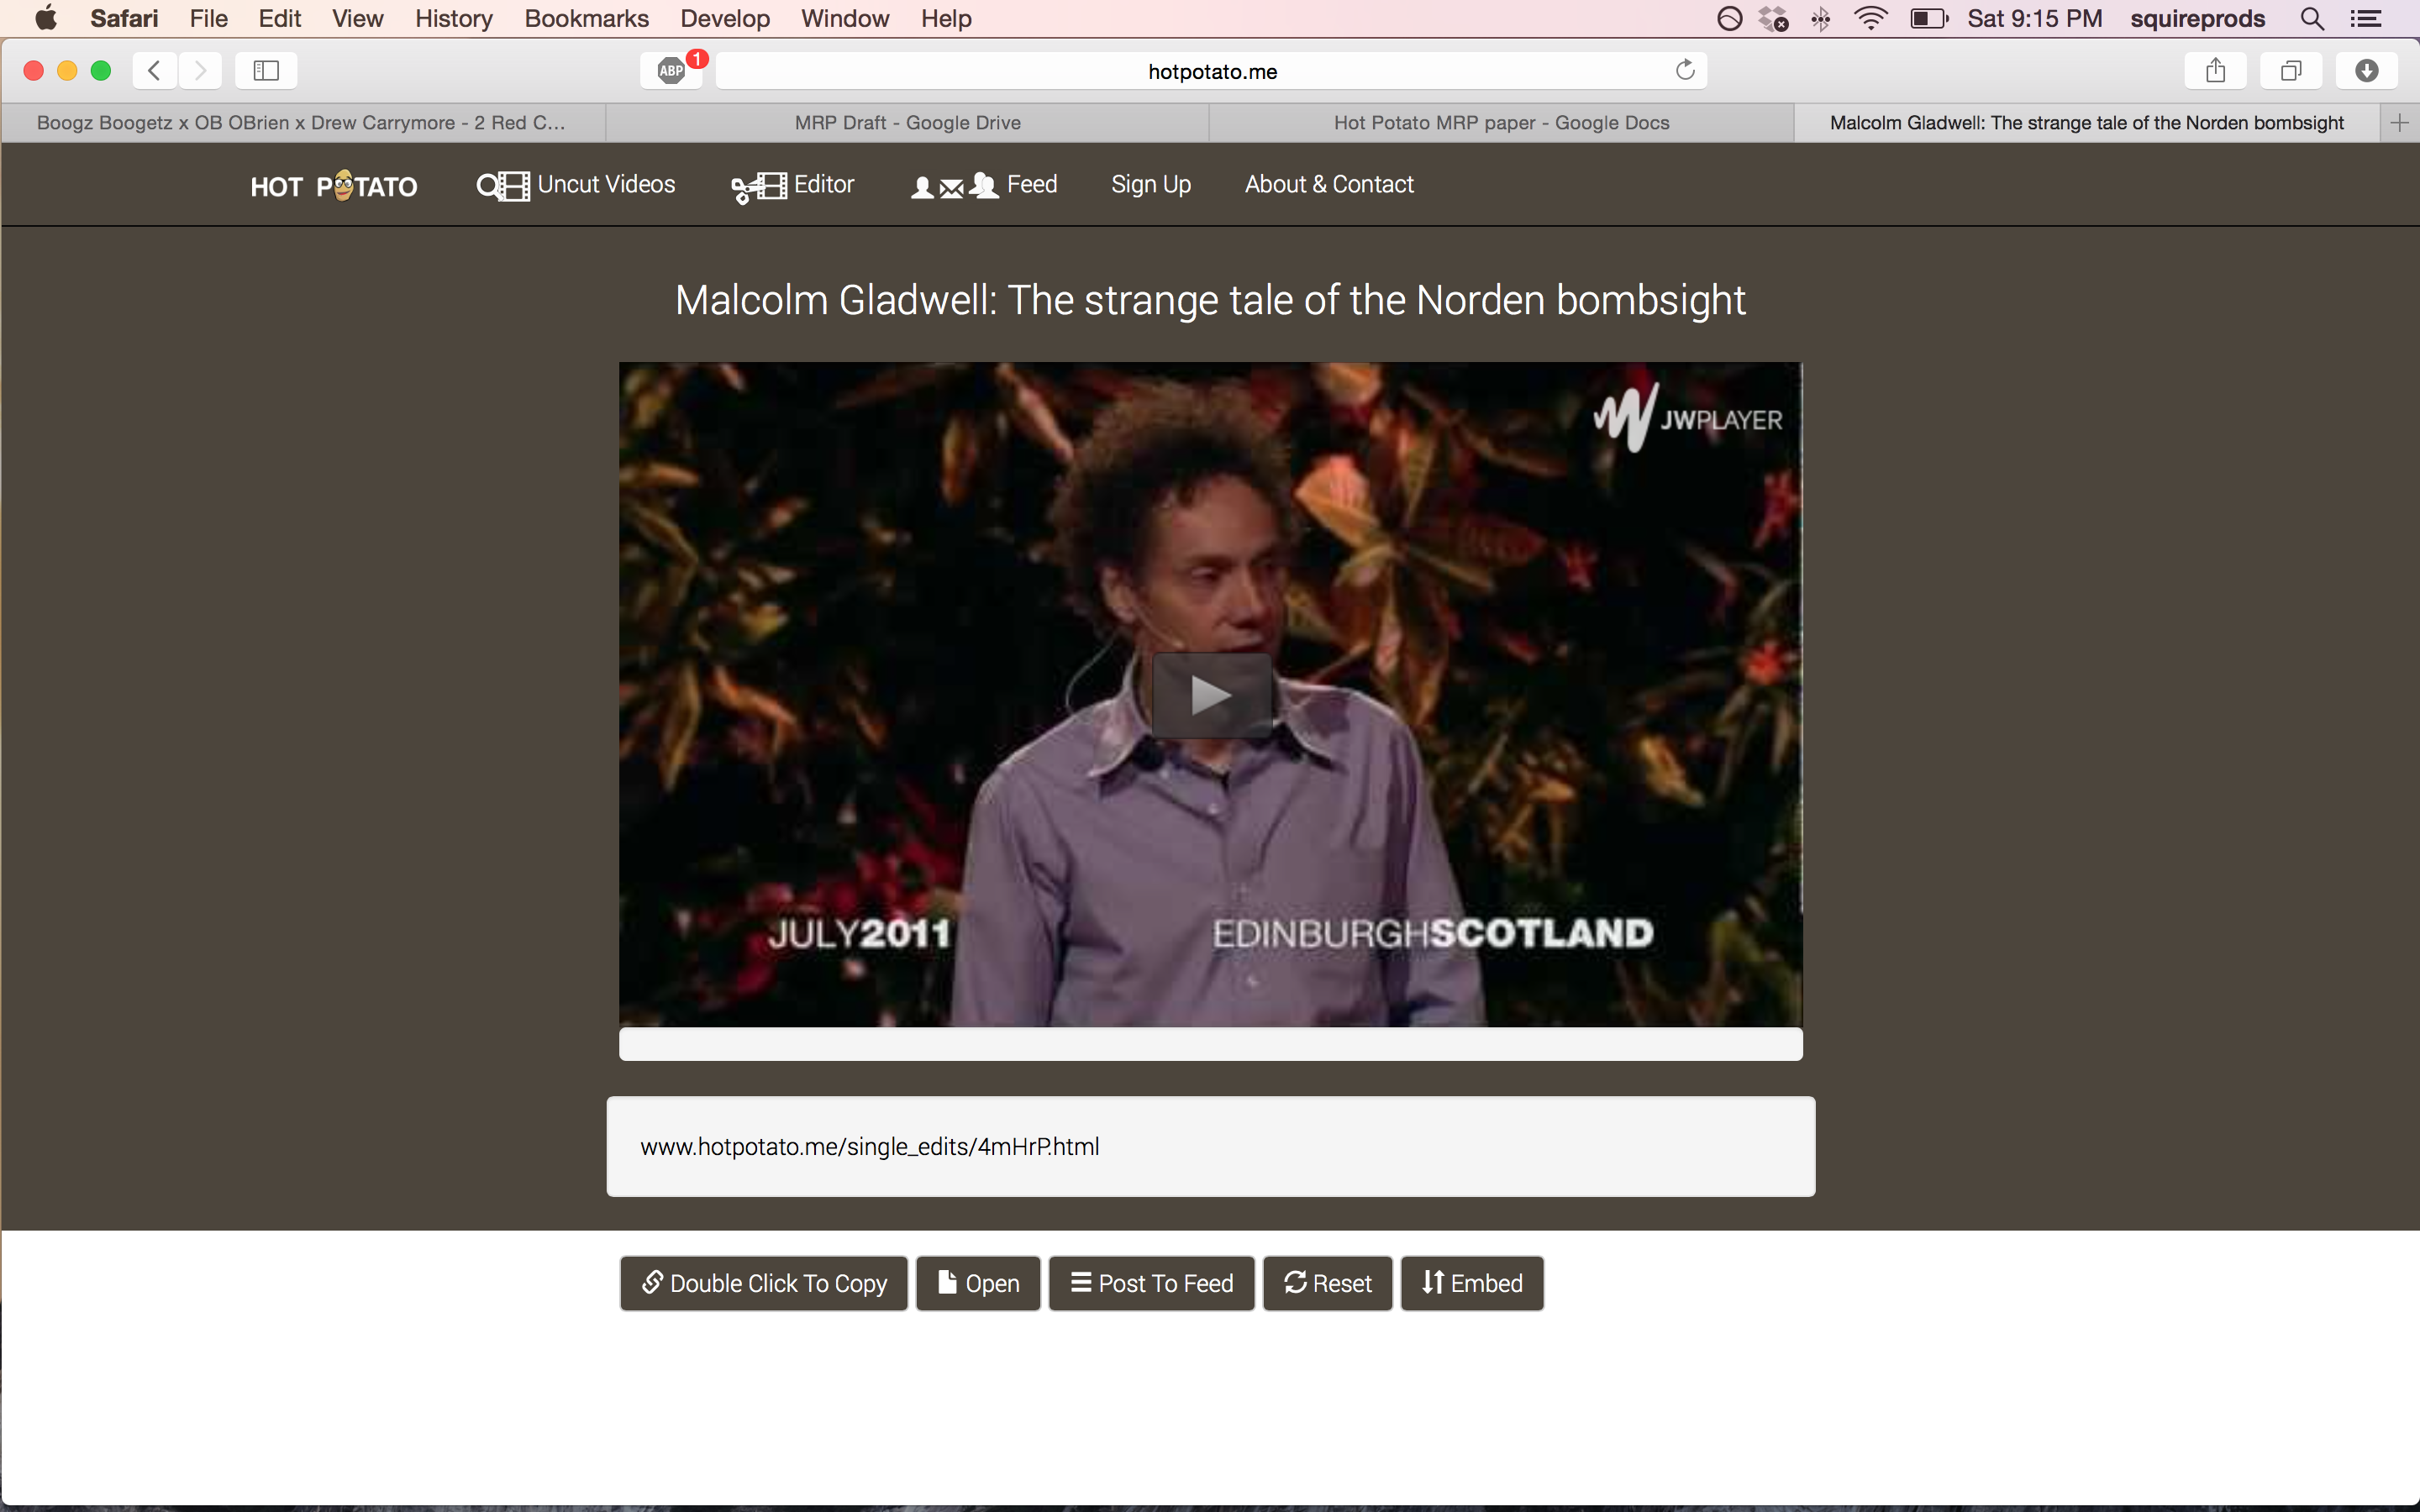 Safari File Edit View History Bookmarks Develop Window Help Sat 9:15 PM squireprods
ABP 1 hotpotato.me
Boogz Boogetz x OB OBrien x Drew Carrymore - 2 Red C... MRP Draft - Google Drive Hot Potato MRP paper - Google Docs Malcolm Gladwell: The strange tale of the Norden bombsight
HOT POTATO Uncut Videos Editor Feed Sign Up About & Contact
Malcolm Gladwell: The strange tale of the Norden bombsight
JWPLAYER
JULY2011 EDINBURGHSCOTLAND
www.hotpotato.me/single_edits/4mHrP.html
Double Click To Copy Open Post To Feed Reset Embed